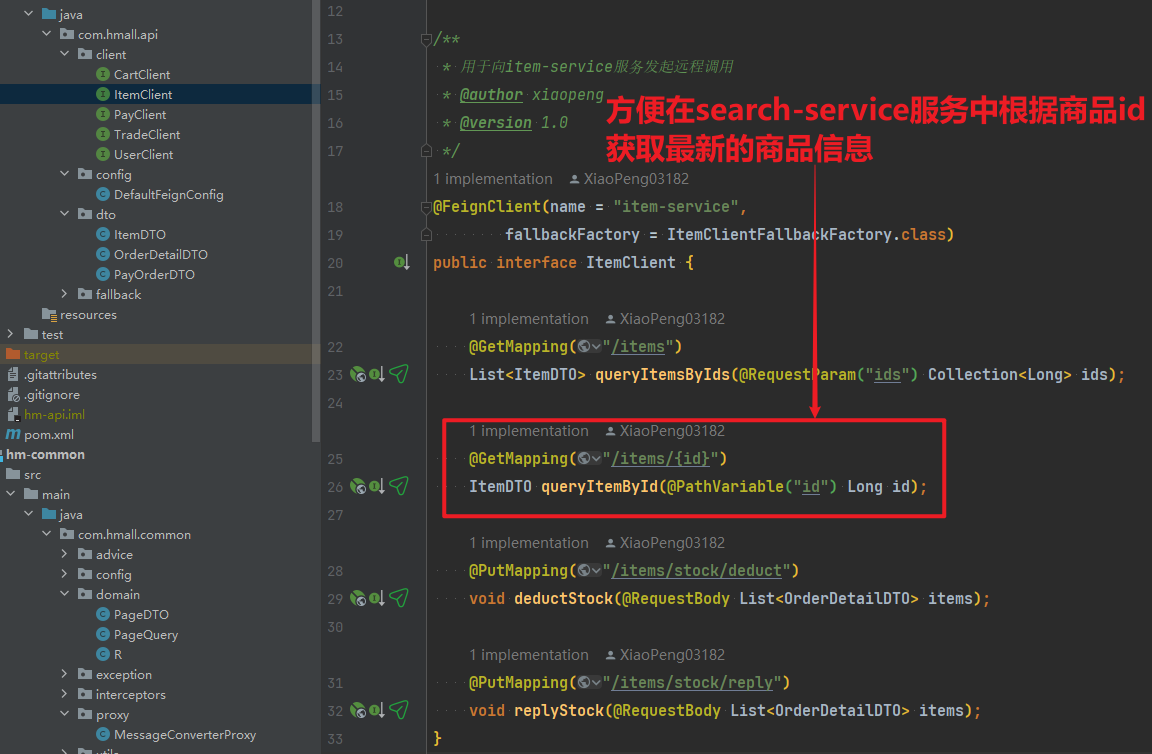 java
com.hmall.api
client
CartClient
ItemClient
PayClient
TradeClient
UserClient
config
DefaultFeignConfig
dto
ItemDTO
OrderDetailDTO
PayOrderDTO
fallback
resources
test
target
.gitattributes
.gitignore
hm-api.iml
pom.xml
hm-common
src
main
java
com.hmall.common
advice
config
domain
PageDTO
PageQuery
R
exception
interceptors
proxy
MessageConverterProxy
utils
12
13 /**
14 * 用于向item-service服务发起远程调用
15 * @author xiaopeng
16 * @version 1.0
17 */
方便在search-service服务中根据商品id
获取最新的商品信息
1 implementation XiaoPeng03182
18 @FeignClient(name = "item-service",
19 fallbackFactory = ItemClientFallBackFactory.class)
20 public interface ItemClient {
21
1 implementation XiaoPeng03182
22 @GetMapping("/items")
23 List<ItemDTO> queryItemsByIds(@RequestParam("ids") Collection<Long> ids);
24
1 implementation XiaoPeng03182
25 @GetMapping("/items/{id}")
26 ItemDTO queryItemById(@PathVariable("id") Long id);
27
1 implementation XiaoPeng03182
28 @PutMapping("/items/stock/deduct")
29 void deductStock(@RequestBody List<OrderDetailDTO> items);
30
1 implementation XiaoPeng03182
31 @PutMapping("/items/stock/reply")
32 void replyStock(@RequestBody List<OrderDetailDTO> items);
33 }